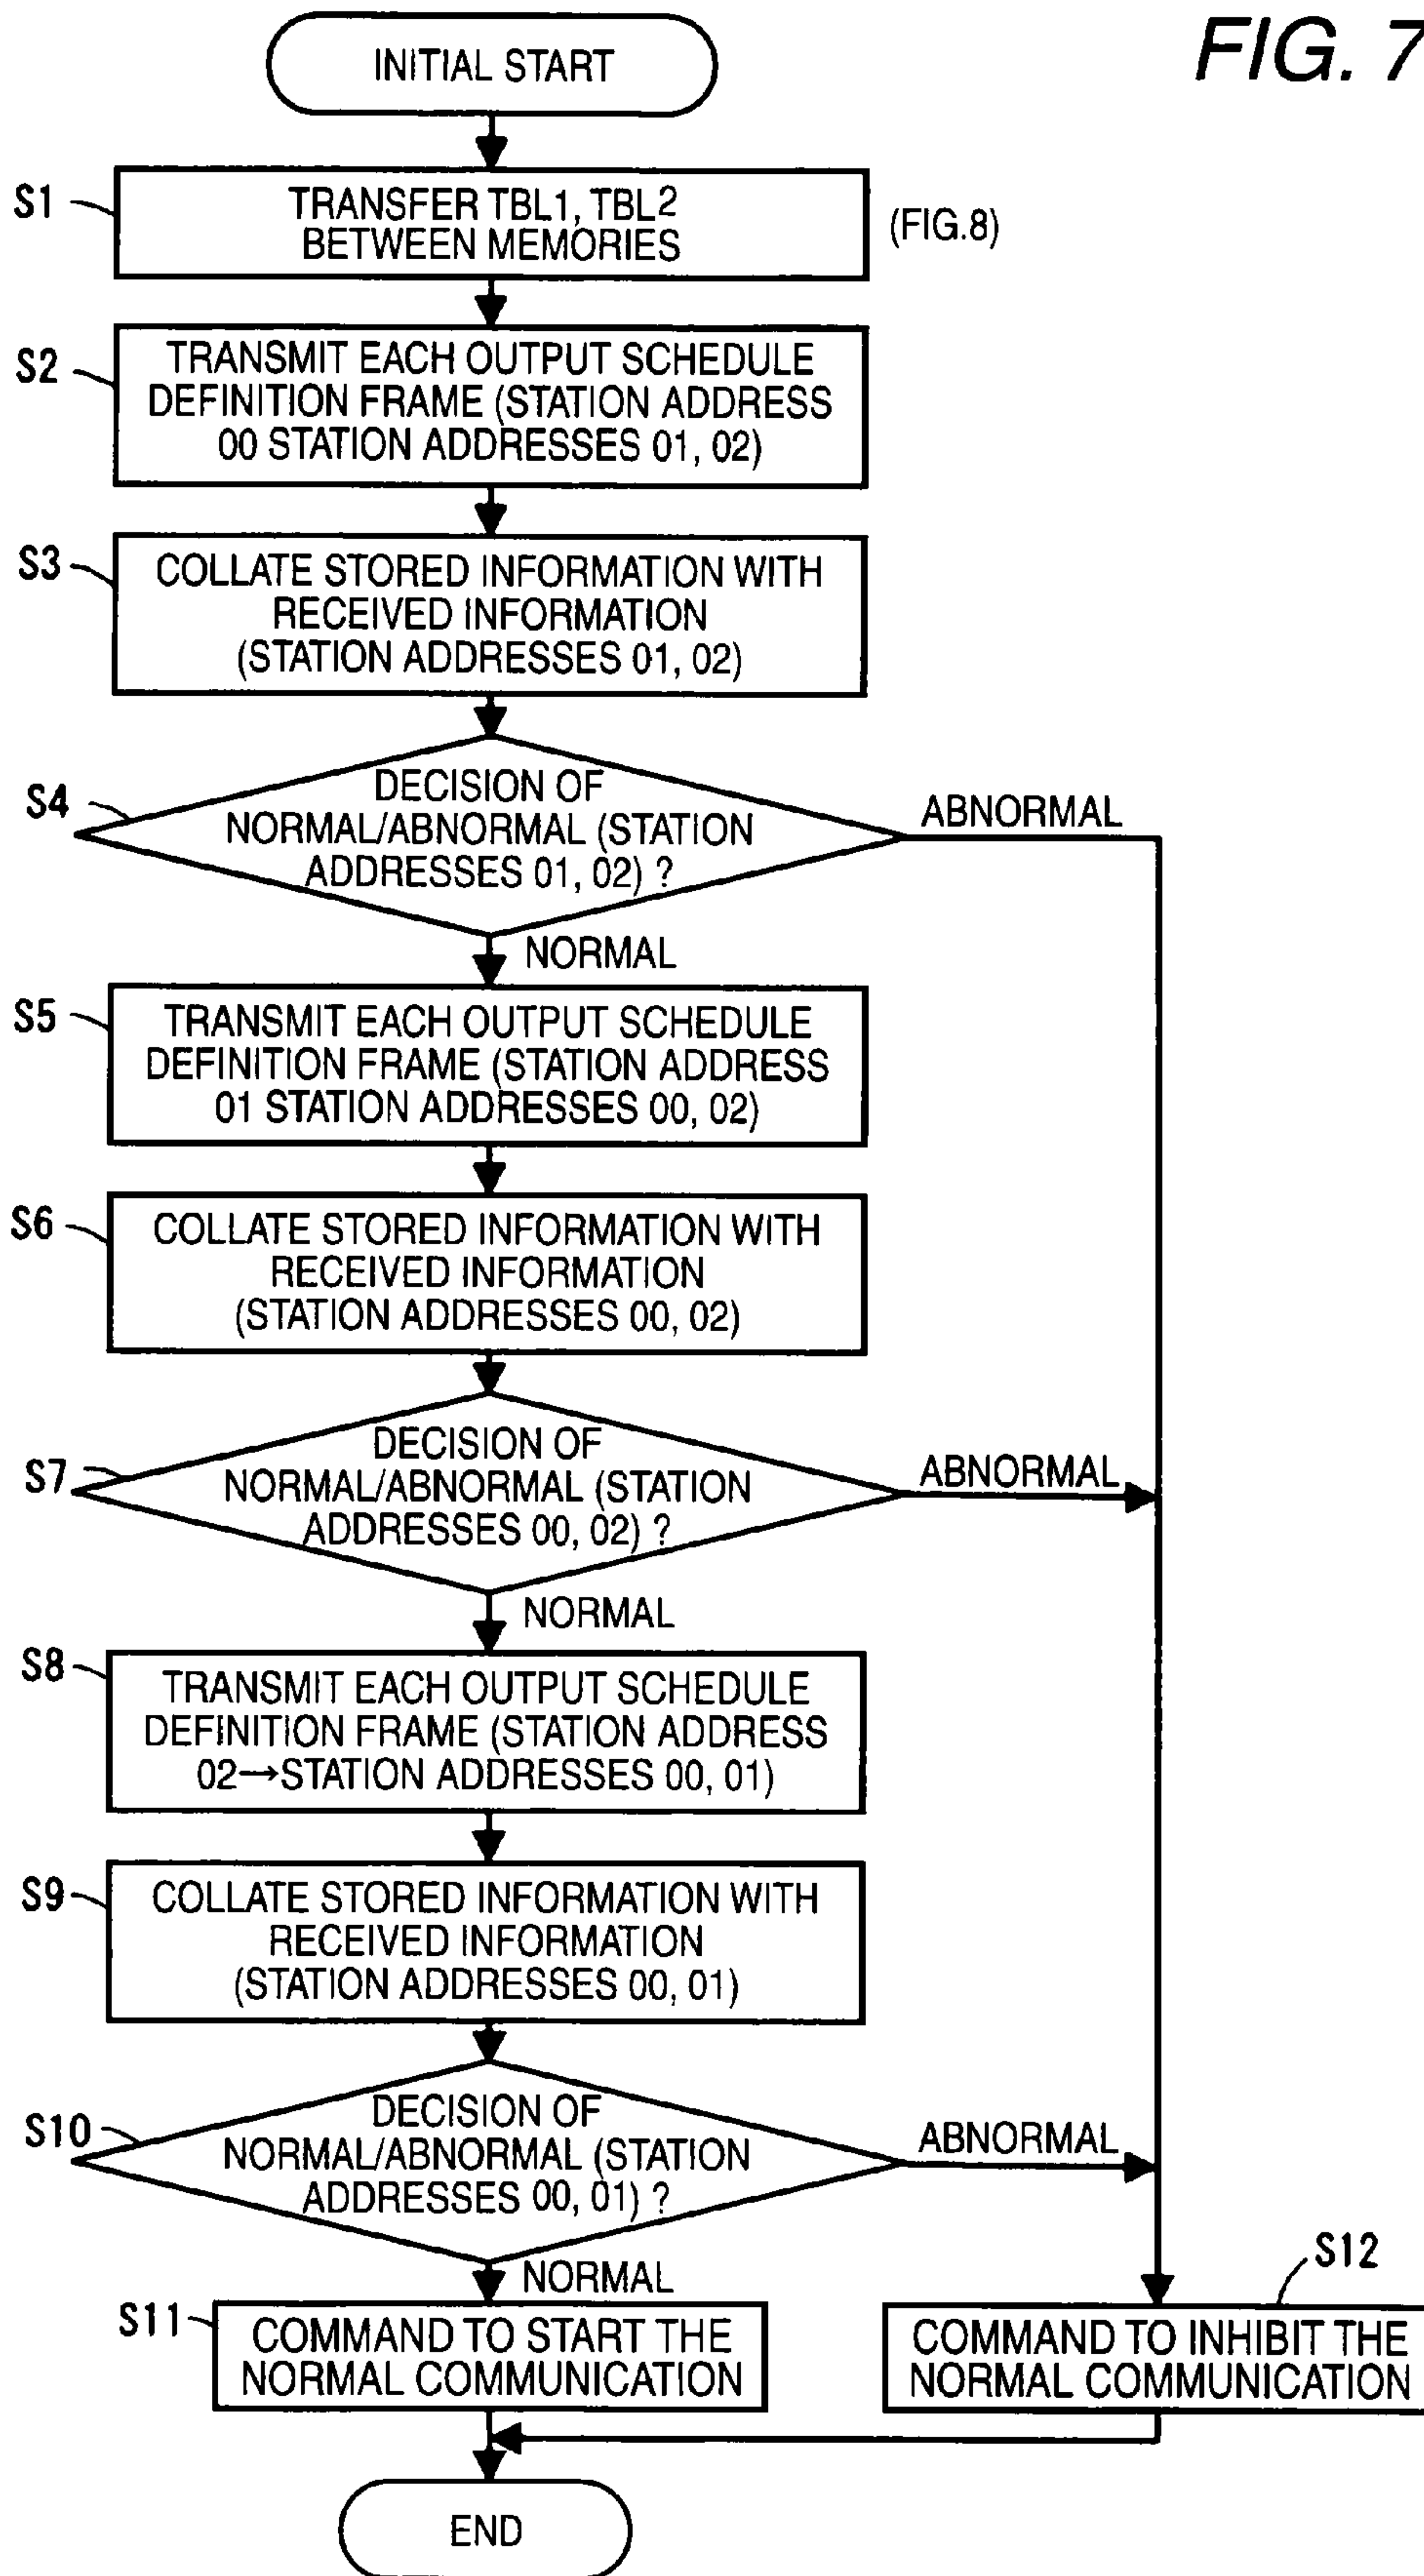 FIG. 7
INITIAL START
S1
TRANSFER TBL1, TBL2
BETWEEN MEMORIES
(FIG.8)
S2
TRANSMIT EACH OUTPUT SCHEDULE
DEFINITION FRAME (STATION ADDRESS
00 STATION ADDRESSES 01, 02)
S3
COLLATE STORED INFORMATION WITH
RECEIVED INFORMATION
(STATION ADDRESSES 01, 02)
S4
DECISION OF
NORMAL/ABNORMAL (STATION
ADDRESSES 01, 02) ?
ABNORMAL
NORMAL
S5
TRANSMIT EACH OUTPUT SCHEDULE
DEFINITION FRAME (STATION ADDRESS
01 STATION ADDRESSES 00, 02)
S6
COLLATE STORED INFORMATION WITH
RECEIVED INFORMATION
(STATION ADDRESSES 00, 02)
S7
DECISION OF
NORMAL/ABNORMAL (STATION
ADDRESSES 00, 02) ?
ABNORMAL
NORMAL
S8
TRANSMIT EACH OUTPUT SCHEDULE
DEFINITION FRAME (STATION ADDRESS
02→STATION ADDRESSES 00, 01)
S9
COLLATE STORED INFORMATION WITH
RECEIVED INFORMATION
(STATION ADDRESSES 00, 01)
S10
DECISION OF
NORMAL/ABNORMAL (STATION
ADDRESSES 00, 01) ?
ABNORMAL
NORMAL
S11
COMMAND TO START THE
NORMAL COMMUNICATION
S12
COMMAND TO INHIBIT THE
NORMAL COMMUNICATION
END